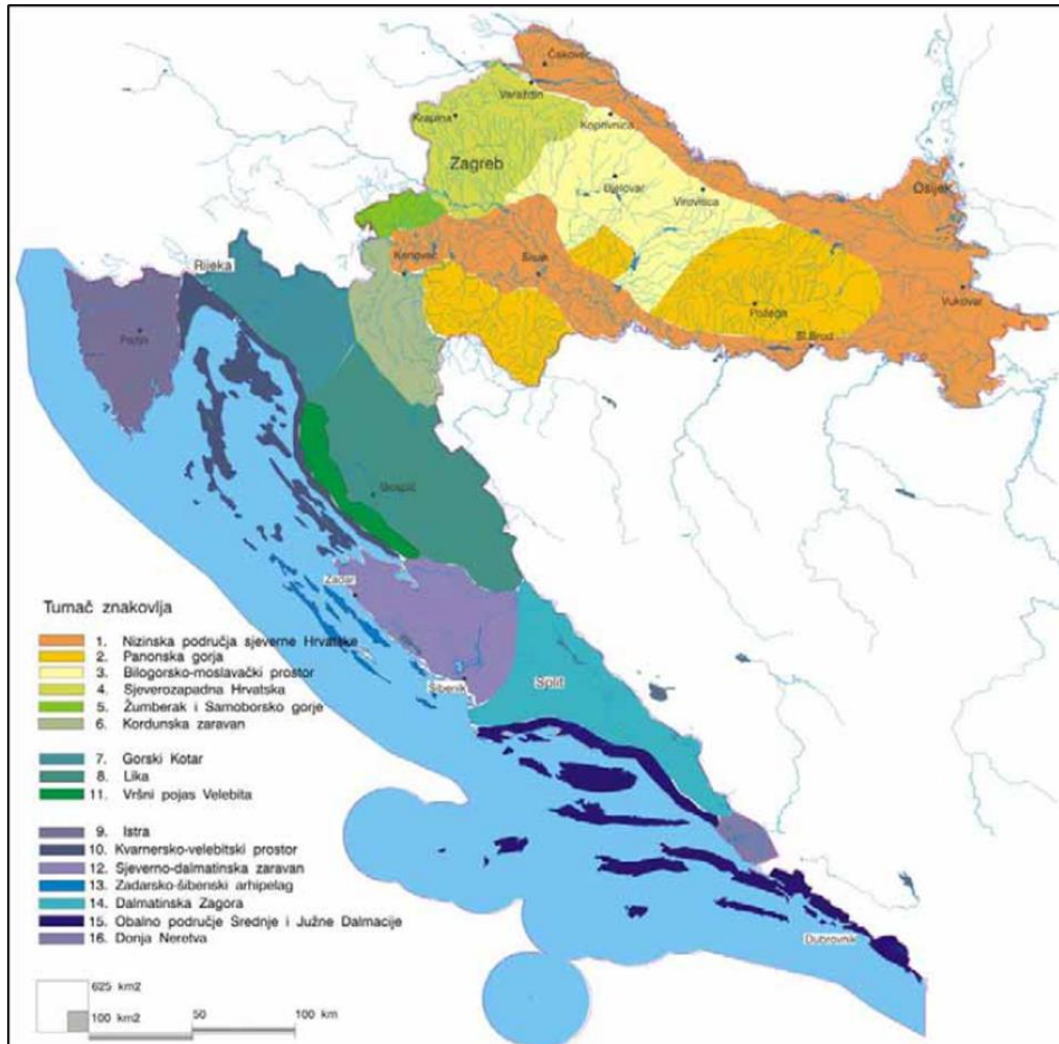 Čakovec
Varaždin
Krapina
Koprivnica
Zagreb
Bjelovar
Virovitica
Osijek
Karlovac
Sisak
Rijeka
Vukovar
Požega
Sl.Brod
Pazin
Gospić
Zadar
Šibenik
Split
Dubrovnik
Tumač znakovlja
1. Nizinska područja sjeverne Hrvatske
2. Panonska gorja
3. Bilogorsko-moslavački prostor
4. Sjeverozapadna Hrvatska
5. Žumberak i Samoborsko gorje
6. Kordunska zaravan
7. Gorski Kotar
8. Lika
11. Vršni pojas Velebita
9. Istra
10. Kvarnersko-velebitski prostor
12. Sjeverno-dalmatinska zaravan
13. Zadarsko-šibenski arhipelag
14. Dalmatinska Zagora
15. Obalno područje Srednje i Južne Dalmacije
16. Donja Neretva
625 km2
100 km2 50 100 km